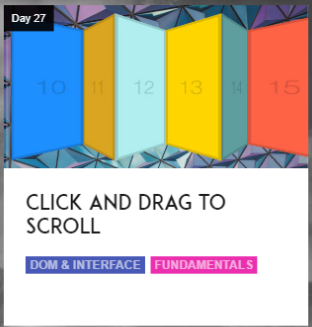 Day 27
10 11 12 13 14 15
CLICK AND DRAG TO
SCROLL
DOM & INTERFACE FUNDAMENTALS